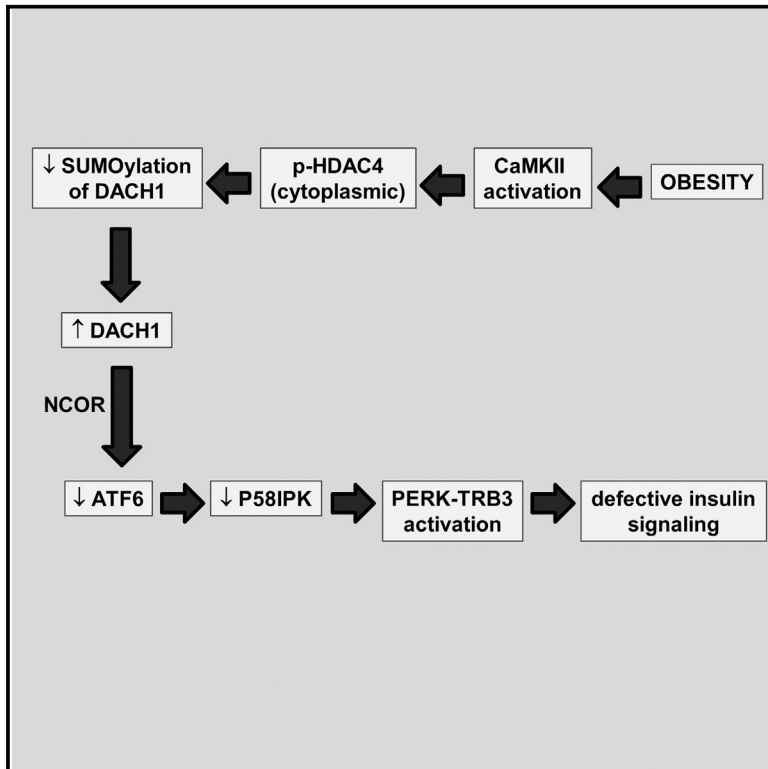 ↓ SUMOylation
of DACH1
p-HDAC4
(cytoplasmic)
CaMKII
activation
OBESITY
↑ DACH1
NCOR
↓ ATF6
↓ P58IPK
PERK-TRB3
activation
defective insulin
signaling